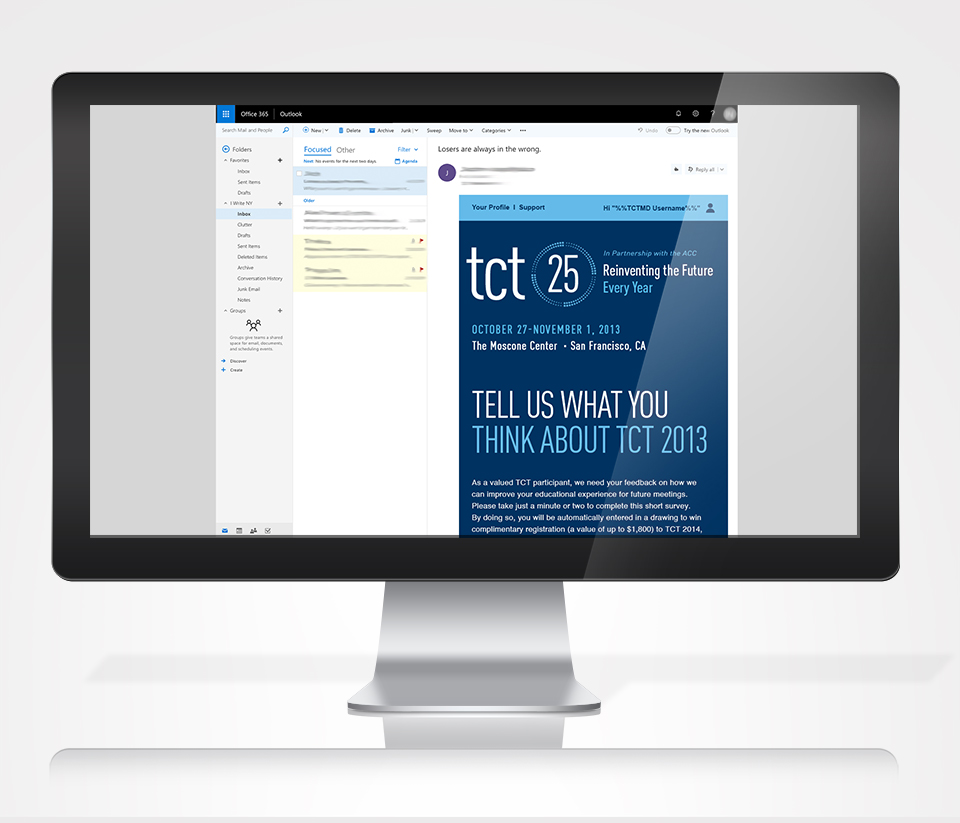 Office 365 Outlook ?
Search Mail and People
New Delete Archive Junk Sweep Move to Categories ••• Undo Try the new Outlook
Folders
Favorites
Inbox
Sent Items
Drafts
I Write NY
Inbox
Clutter
Drafts
Sent Items
Deleted Items
Archive
Conversation History
Junk Email
Notes
Groups
Groups give teams a shared
space for email, documents,
and scheduling events.
Discover
Create
Focused Other Filter
Next: No events for the next two days Agenda
Older
Losers are always in the wrong.
J
Reply all
Your Profile | Support Hi "%%TCTMD Username%%"
tct 25
In Partnership with the ACC
Reinventing the Future
Every Year
OCTOBER 27-NOVEMBER 1, 2013
The Moscone Center • San Francisco, CA
TELL US WHAT YOU
THINK ABOUT TCT 2013
As a valued TCT participant, we need your feedback on how we
can improve your educational experience for future meetings.
Please take just a minute or two to complete this short survey.
By doing so, you will be automatically entered in a drawing to win
complimentary registration (a value of up to $1,800) to TCT 2014,